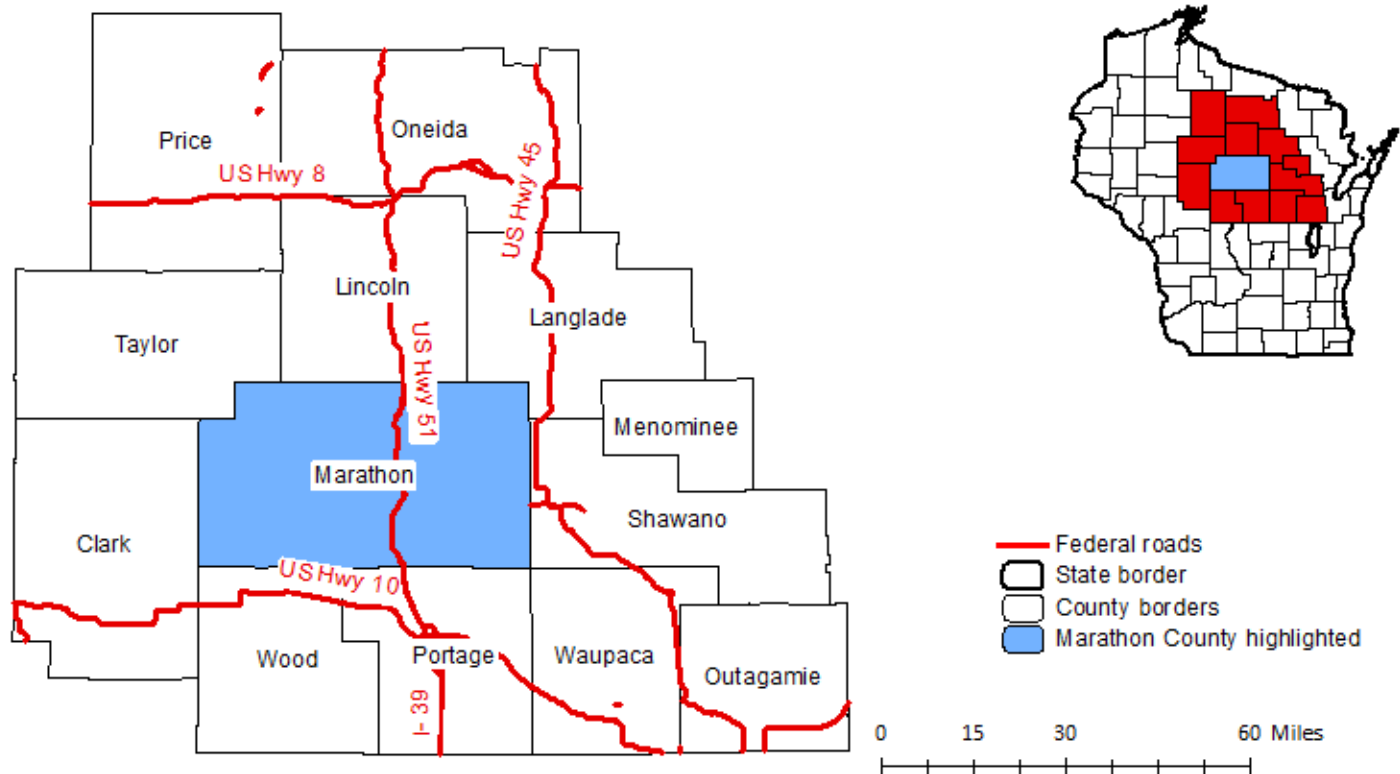 Price
Oneida
US Hwy 8
US Hwy 45
Lincoln
Langlade
Taylor
US Hwy 51
Menominee
Marathon
Shawano
Clark
US Hwy 10
Wood
Portage
Waupaca
Outagamie
I-39
Federal roads
State border
County borders
Marathon County highlighted
0 15 30 60 Miles